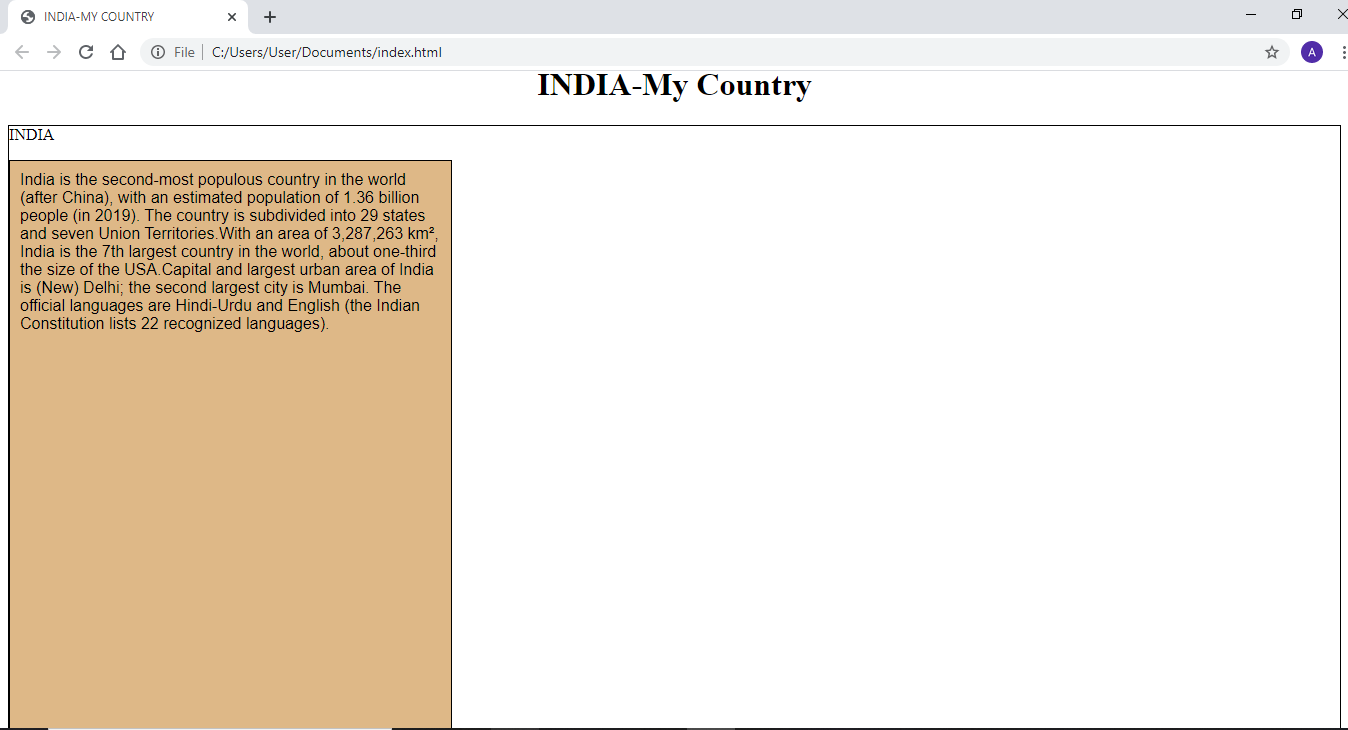 INDIA-MY COUNTRY
File C:/Users/User/Documents/index.html
A
INDIA-My Country
INDIA
India is the second-most populous country in the world
(after China), with an estimated population of 1.36 billion
people (in 2019). The country is subdivided into 29 states
and seven Union Territories.With an area of 3,287,263 km²,
India is the 7th largest country in the world, about one-third
the size of the USA.Capital and largest urban area of India
is (New) Delhi; the second largest city is Mumbai. The
official languages are Hindi-Urdu and English (the Indian
Constitution lists 22 recognized languages).